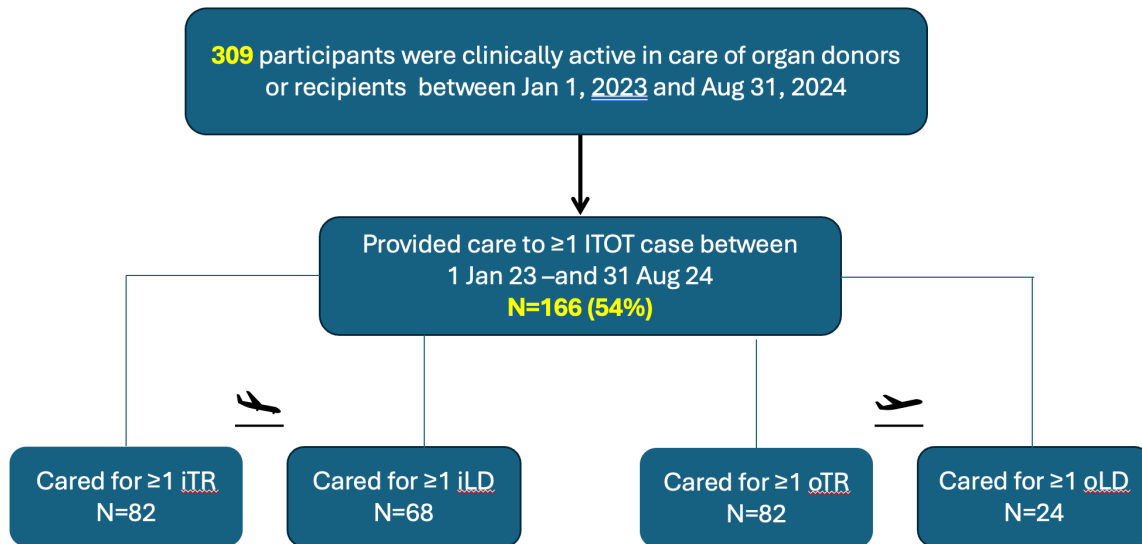 309 participants were clinically active in care of organ donors
or recipients  between Jan 1, 2023 and Aug 31, 2024
Provided care to ≥1 ITOT case between
1 Jan 23 –and 31 Aug 24
N=166 (54%)
Cared for ≥1 iTR
N=82
Cared for ≥1 iLD
N=68
Cared for ≥1 oTR
N=82
Cared for ≥1 oLD
N=24